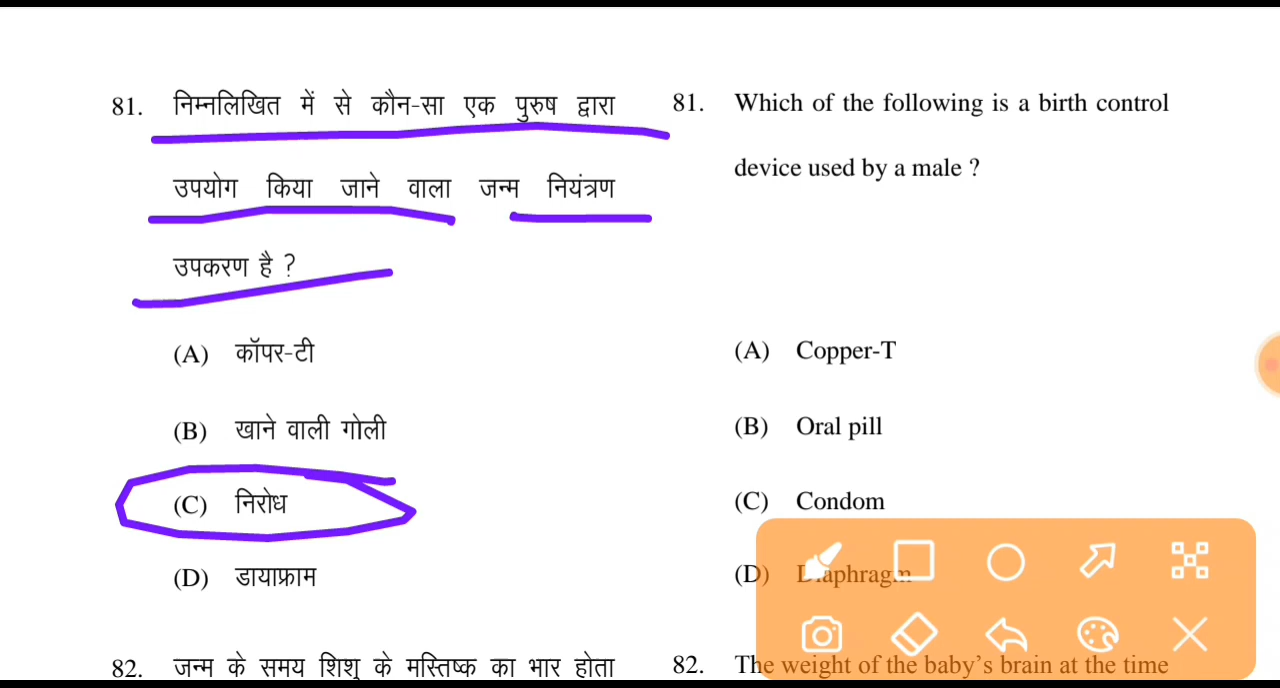 81. निम्नलिखित में से कौन-सा एक पुरुष द्वारा
उपयोग किया जाने वाला जन्म नियंत्रण
उपकरण है ?
(A) कॉपर-टी
(B) खाने वाली गोली
(C) निरोध
(D) डायाफ्राम
82. जन्म के समय शिशु के मस्तिष्क का भार होता
81. Which of the following is a birth control
device used by a male ?
(A) Copper-T
(B) Oral pill
(C) Condom
(D) Diaphragm
82. The weight of the baby's brain at the time